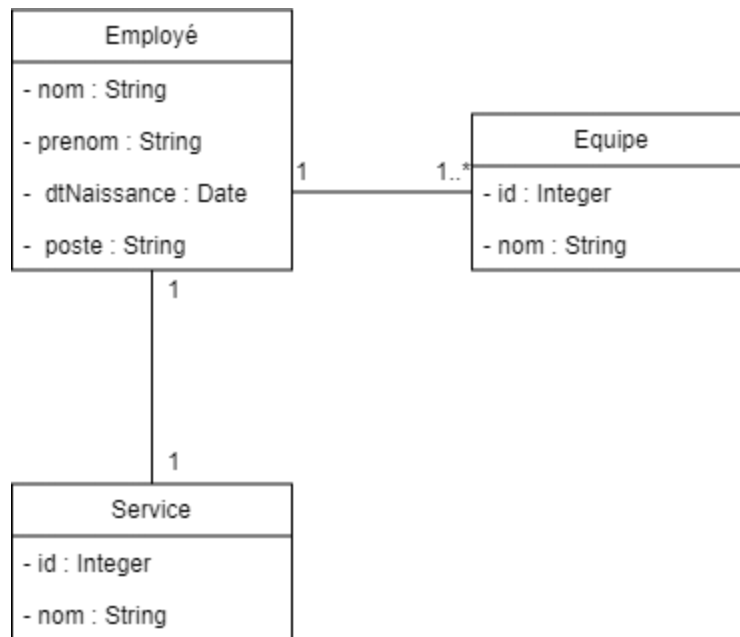 Employé
- nom : String
- prenom : String
- dtNaissance : Date
- poste : String
1
1..*
Equipe
- id : Integer
- nom : String
1
1
Service
- id : Integer
- nom : String